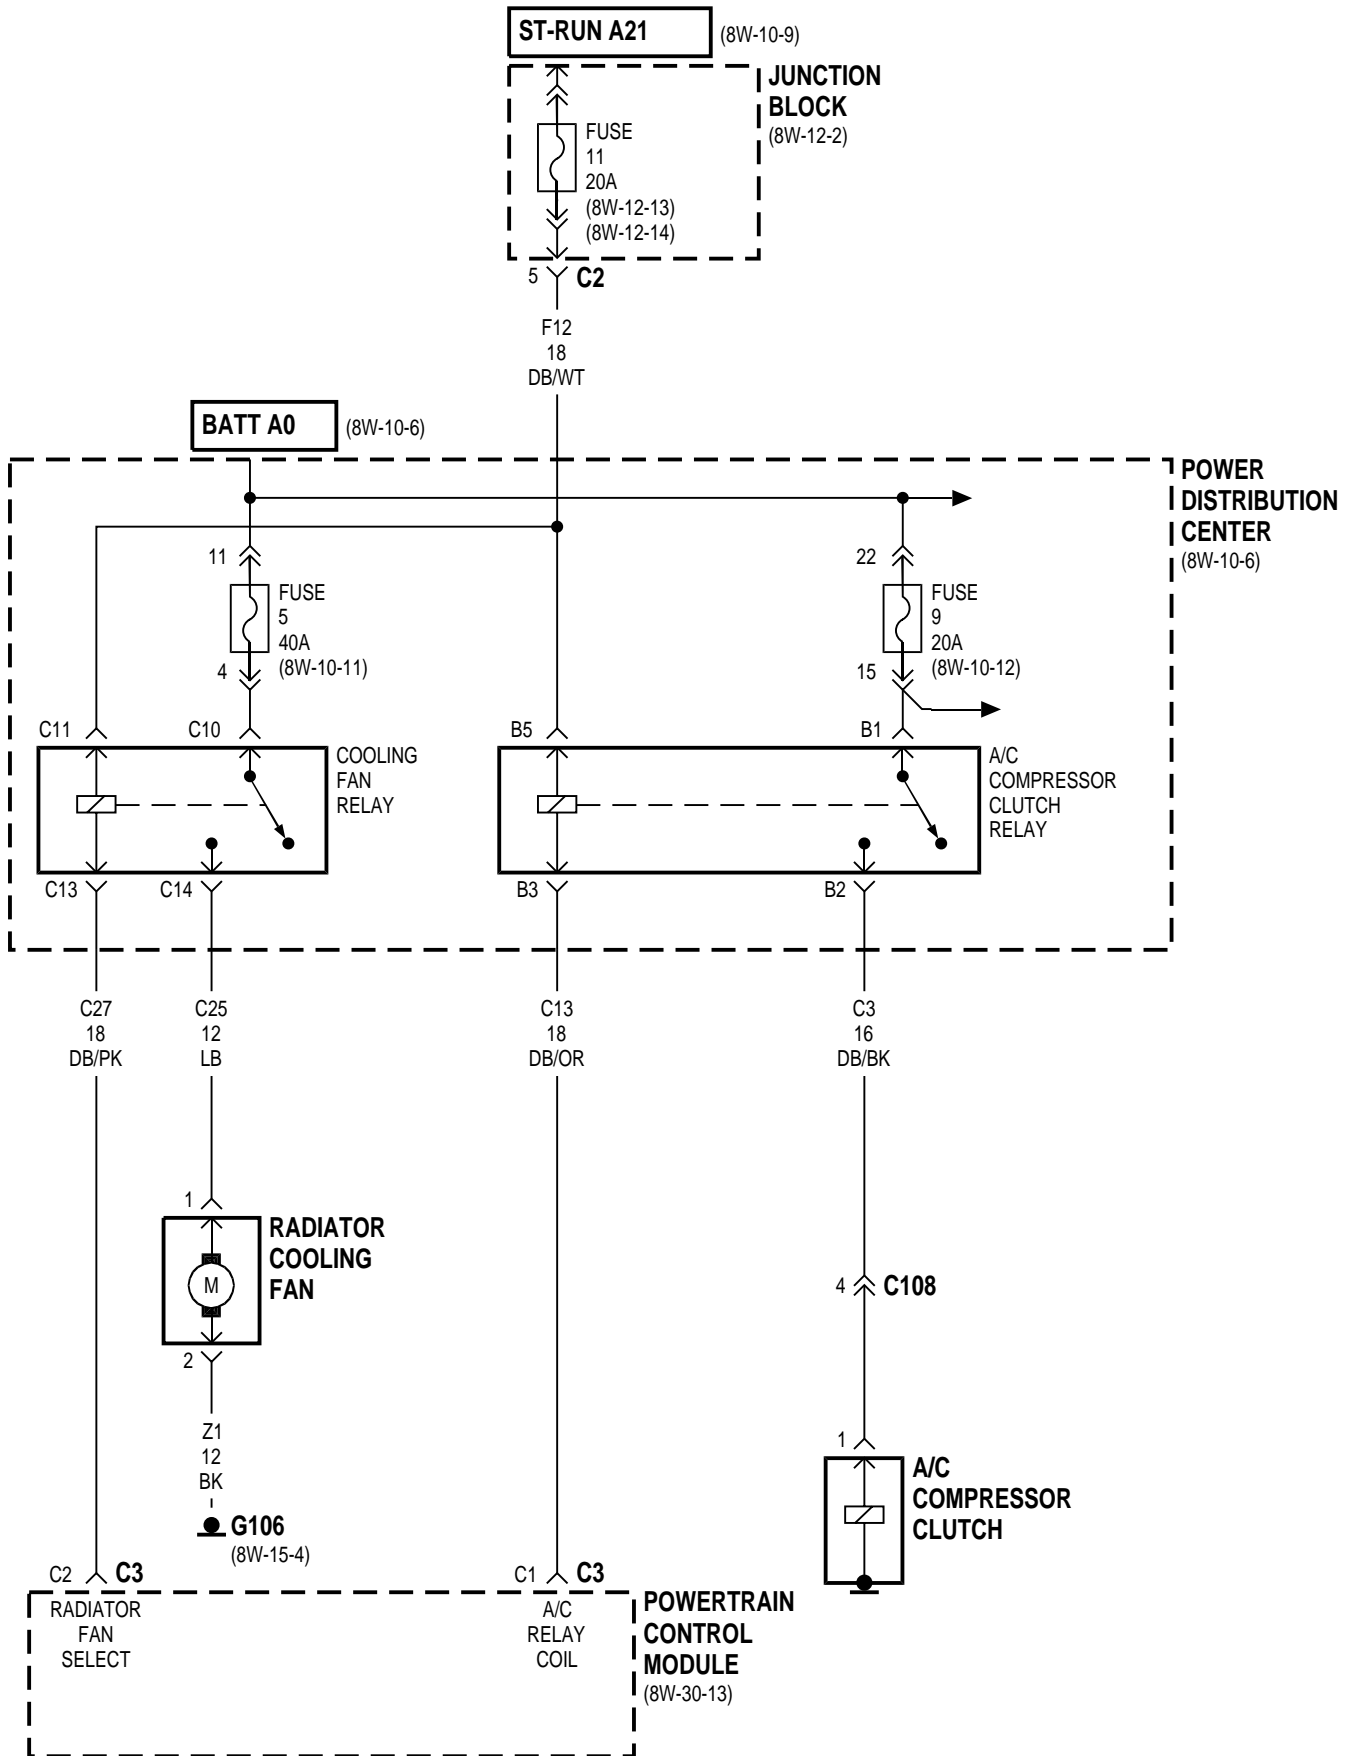 ST-RUN A21
(8W-10-9)
JUNCTION
BLOCK
(8W-12-2)
FUSE
11
20A
(8W-12-13)
(8W-12-14)
5
C2
F12
18
DB/WT
BATT A0
(8W-10-6)
POWER
DISTRIBUTION
CENTER
(8W-10-6)
11
FUSE
5
40A
(8W-10-11)
4
22
FUSE
9
20A
(8W-10-12)
15
C11
C10
COOLING
FAN
RELAY
B5
B1
A/C
COMPRESSOR
CLUTCH
RELAY
C13
C14
B3
B2
C27
18
DB/PK
C25
12
LB
C13
18
DB/OR
C3
16
DB/BK
1
RADIATOR
COOLING
FAN
M
2
4
C108
Z1
12
BK
G106
(8W-15-4)
1
A/C
COMPRESSOR
CLUTCH
C2
C3
C1
C3
RADIATOR
FAN
SELECT
A/C
RELAY
COIL
POWERTRAIN
CONTROL
MODULE
(8W-30-13)